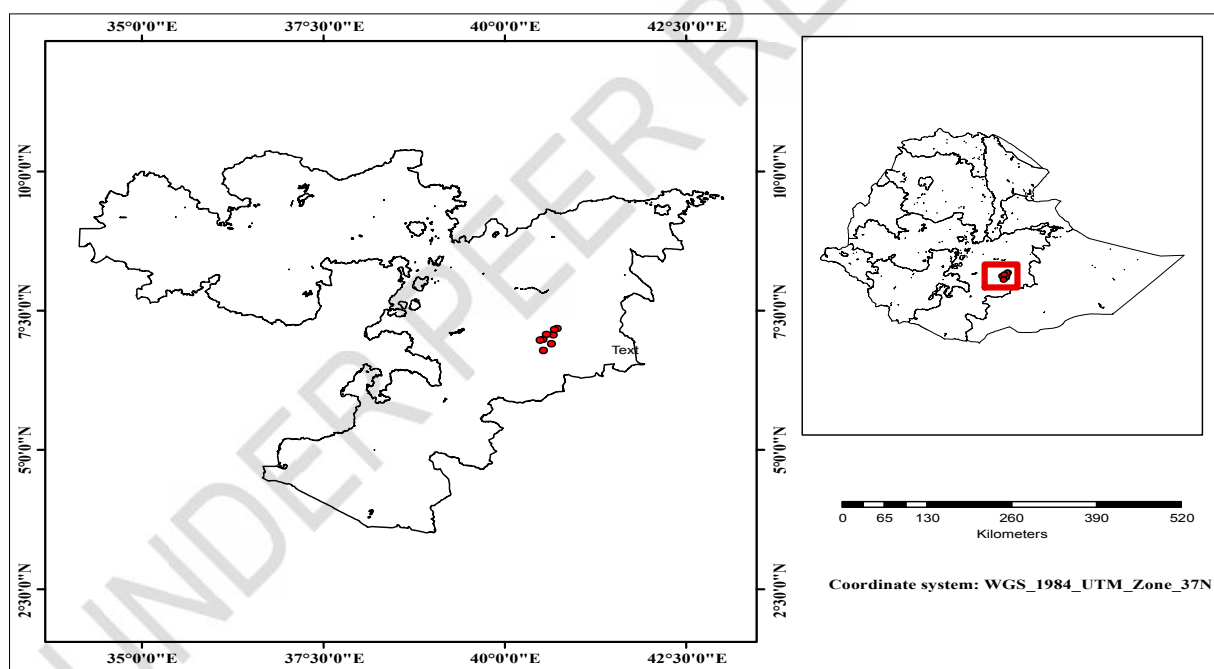 35°0'0"E 37°30'0"E 40°0'0"E 42°30'0"E
10°0'0"N 10°0'0"N
7°30'0"N 7°30'0"N
Text
5°0'0"N 5°0'0"N
2°30'0"N 2°30'0"N
35°0'0"E 37°30'0"E 40°0'0"E 42°30'0"E
0 65 130 260 390 520
Kilometers
Coordinate system: WGS_1984_UTM_Zone_37N
UNDER PEER